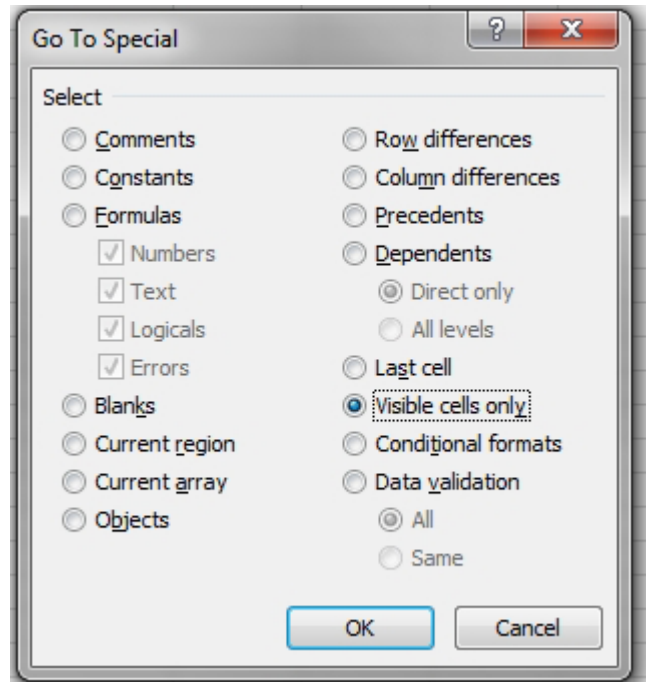 Go To Special
?
X
Select
Comments
Constants
Formulas
Numbers
Text
Logicals
Errors
Blanks
Current region
Current array
Objects
Row differences
Column differences
Precedents
Dependents
Direct only
All levels
Last cell
Visible cells only
Conditional formats
Data validation
All
Same
OK
Cancel